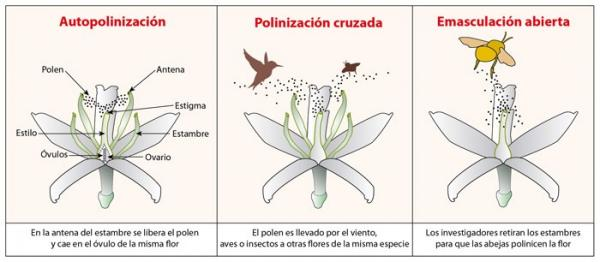 Autopolinización
Polen
Antena
Estigma
Estilo
Estambre
Óvulos
Ovario
En la antena del estambre se libera el polen
y cae en el óvulo de la misma flor
Polinización cruzada
El polen es llevado por el viento,
aves o insectos a otras flores de la misma especie
Emasculación abierta
Los investigadores retiran los estambres
para que las abejas polinicen la flor